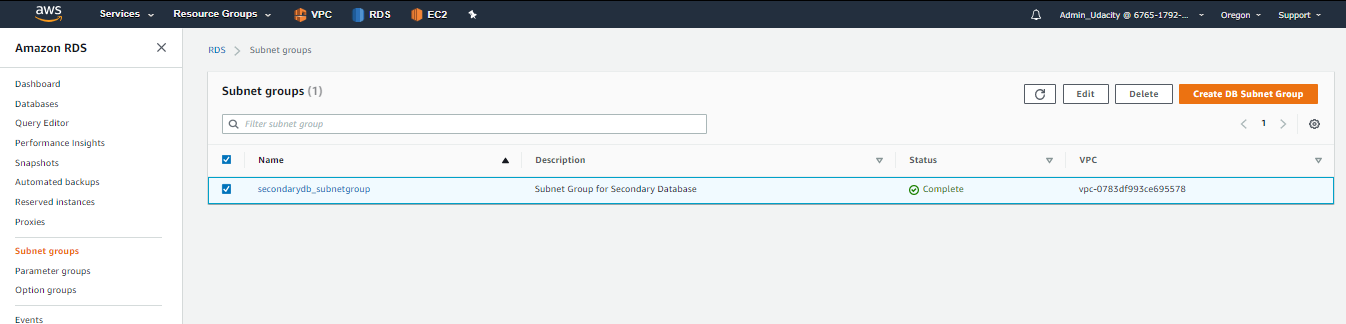 aws Services Resource Groups VPC RDS EC2 Admin_Udacity @ 6765-1792-... Oregon Support
Amazon RDS
Dashboard
Databases
Query Editor
Performance Insights
Snapshots
Automated backups
Reserved instances
Proxies
Subnet groups
Parameter groups
Option groups
Events
RDS > Subnet groups
Subnet groups (1) Edit Delete Create DB Subnet Group
Filter subnet group 1
Name Description Status VPC
secondarydb_subnetgroup Subnet Group for Secondary Database Complete vpc-0783df993ce695578